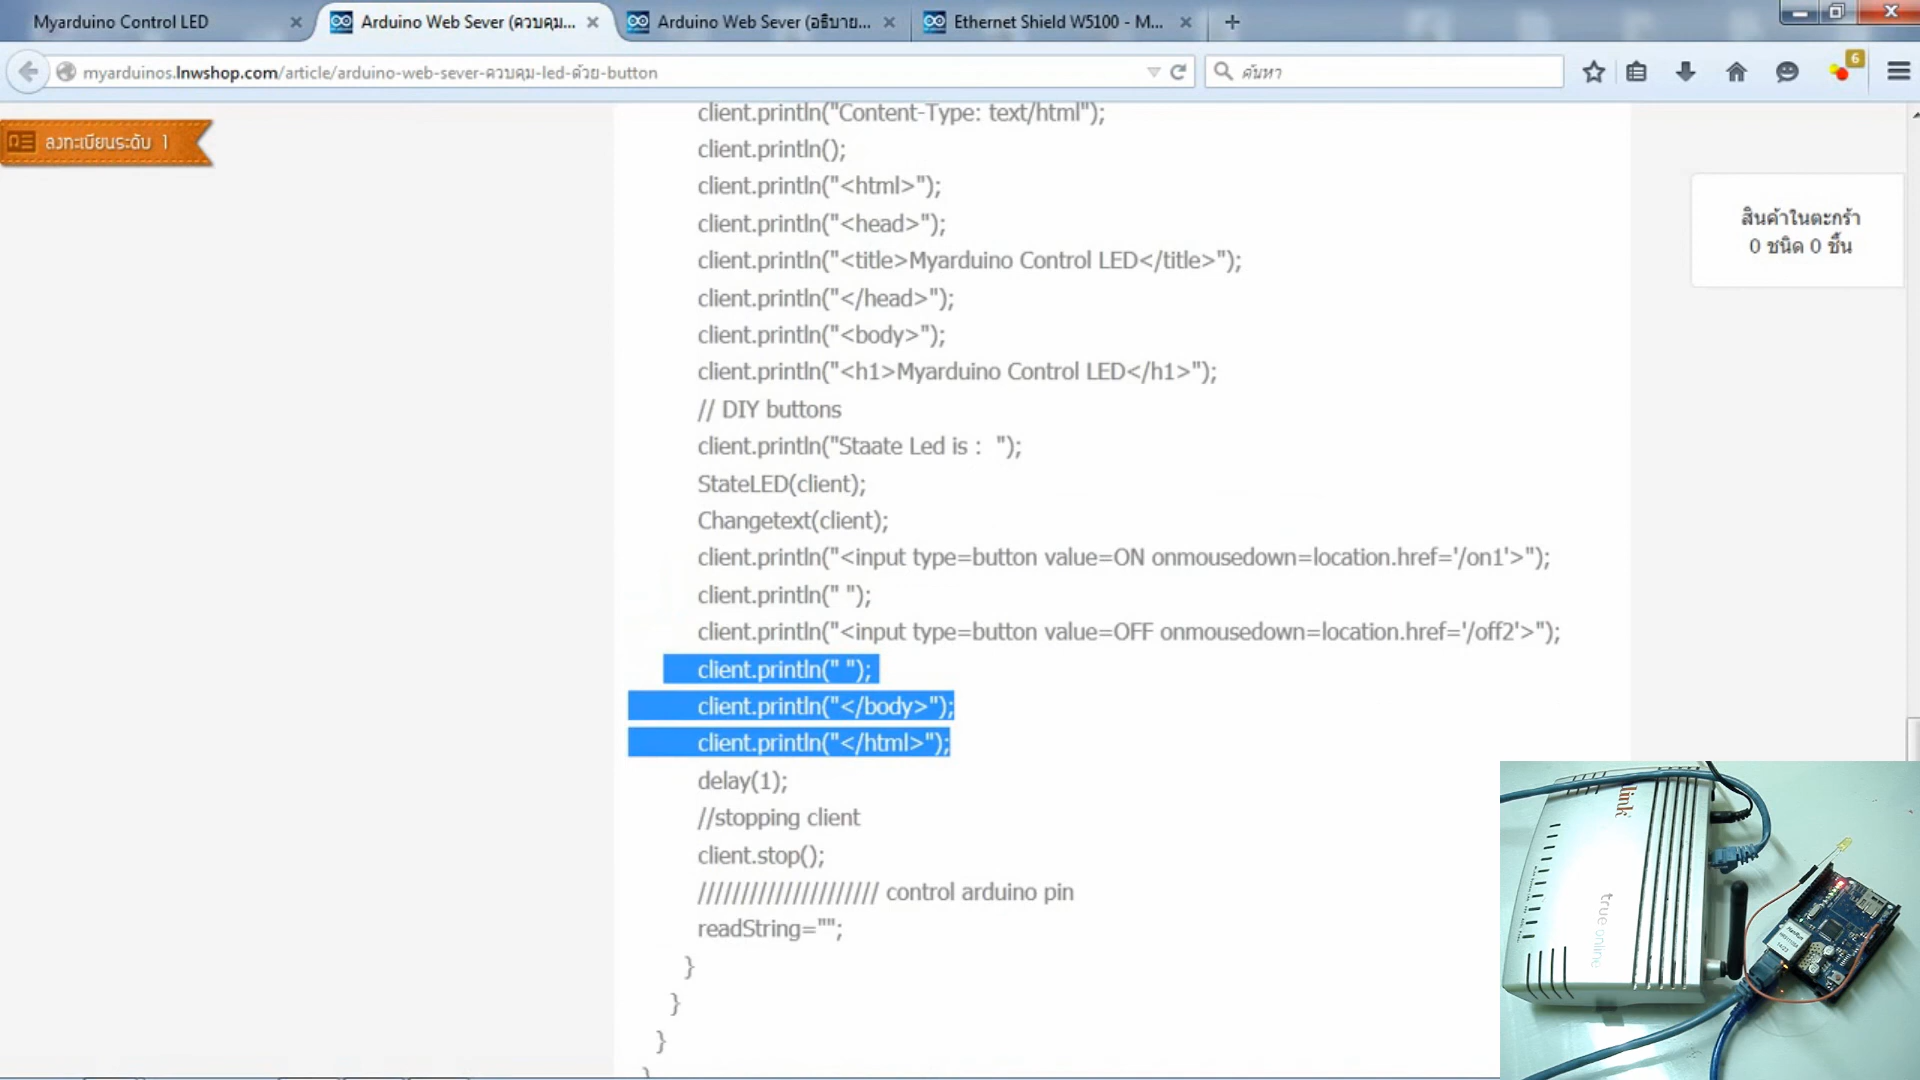 Myarduino Control LED
Arduino Web Sever (ควบคุม...
Arduino Web Sever (อธิบาย...
Ethernet Shield W5100 - M...
myarduinos.lnwshop.com/article/arduino-web-sever-ควบคุม-led-ด้วย-button
ค้นหา
6
ลงทะเบียนระดับ 1
สินค้าในตะกร้า
0 ชนิด 0 ชิ้น
client.println("Content-Type: text/html");
client.println();
client.println("<html>");
client.println("<head>");
client.println("<title>Myarduino Control LED</title>");
client.println("</head>");
client.println("<body>");
client.println("<h1>Myarduino Control LED</h1>");
// DIY buttons
client.println("Staate Led is :  ");
StateLED(client);
Changetext(client);
client.println("<input type=button value=ON onmousedown=location.href='/on1'>");
client.println(" ");
client.println("<input type=button value=OFF onmousedown=location.href='/off2'>");
client.println(" ");
client.println("</body>");
client.println("</html>");
delay(1);
//stopping client
client.stop();
///////////////////// control arduino pin
readString="";
}
}
}
true online